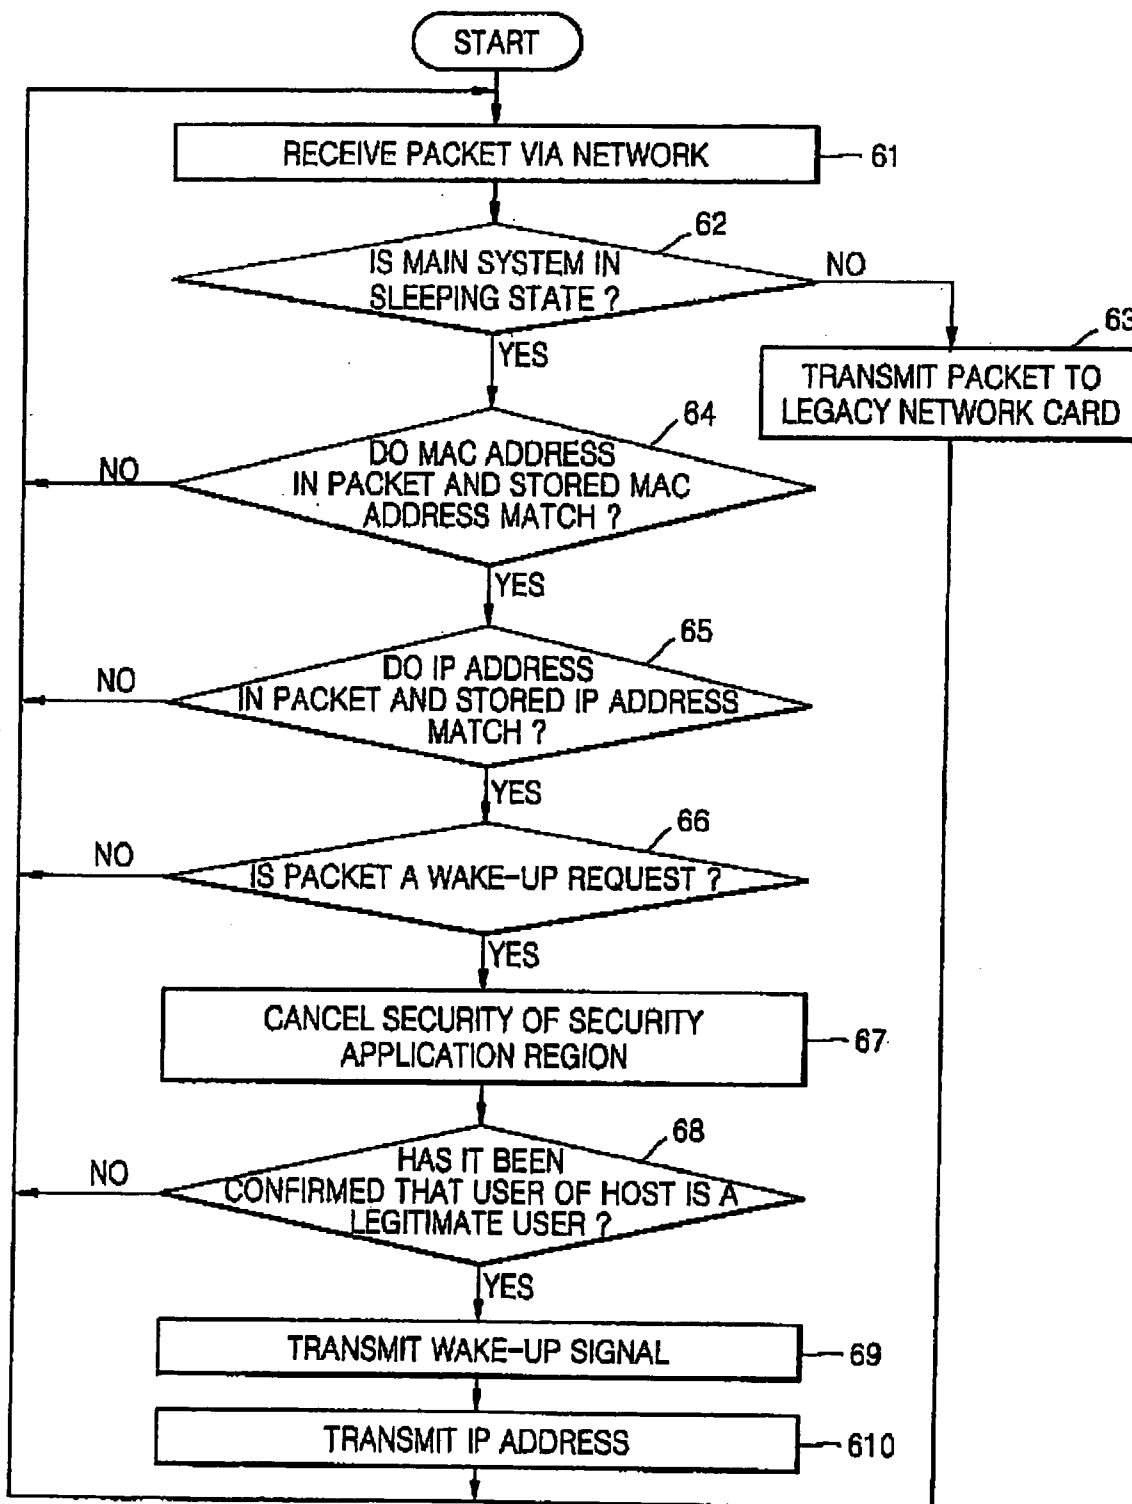 START
RECEIVE PACKET VIA NETWORK
61
62
IS MAIN SYSTEM IN
SLEEPING STATE ?
NO
YES
63
TRANSMIT PACKET TO
LEGACY NETWORK CARD
64
DO MAC ADDRESS
IN PACKET AND STORED MAC
ADDRESS MATCH ?
NO
YES
65
DO IP ADDRESS
IN PACKET AND STORED IP ADDRESS
MATCH ?
NO
YES
66
IS PACKET A WAKE-UP REQUEST ?
NO
YES
CANCEL SECURITY OF SECURITY
APPLICATION REGION
67
68
HAS IT BEEN
CONFIRMED THAT USER OF HOST IS A
LEGITIMATE USER ?
NO
YES
TRANSMIT WAKE-UP SIGNAL
69
TRANSMIT IP ADDRESS
610